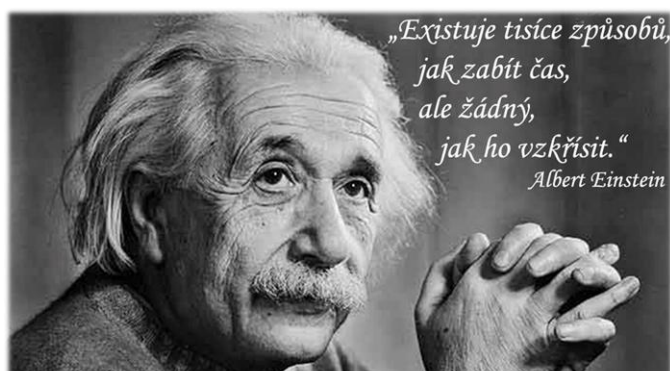 „Existuje tisíce způsobů,
jak zabít čas,
ale žádný,
jak ho vzkřísit.“
Albert Einstein